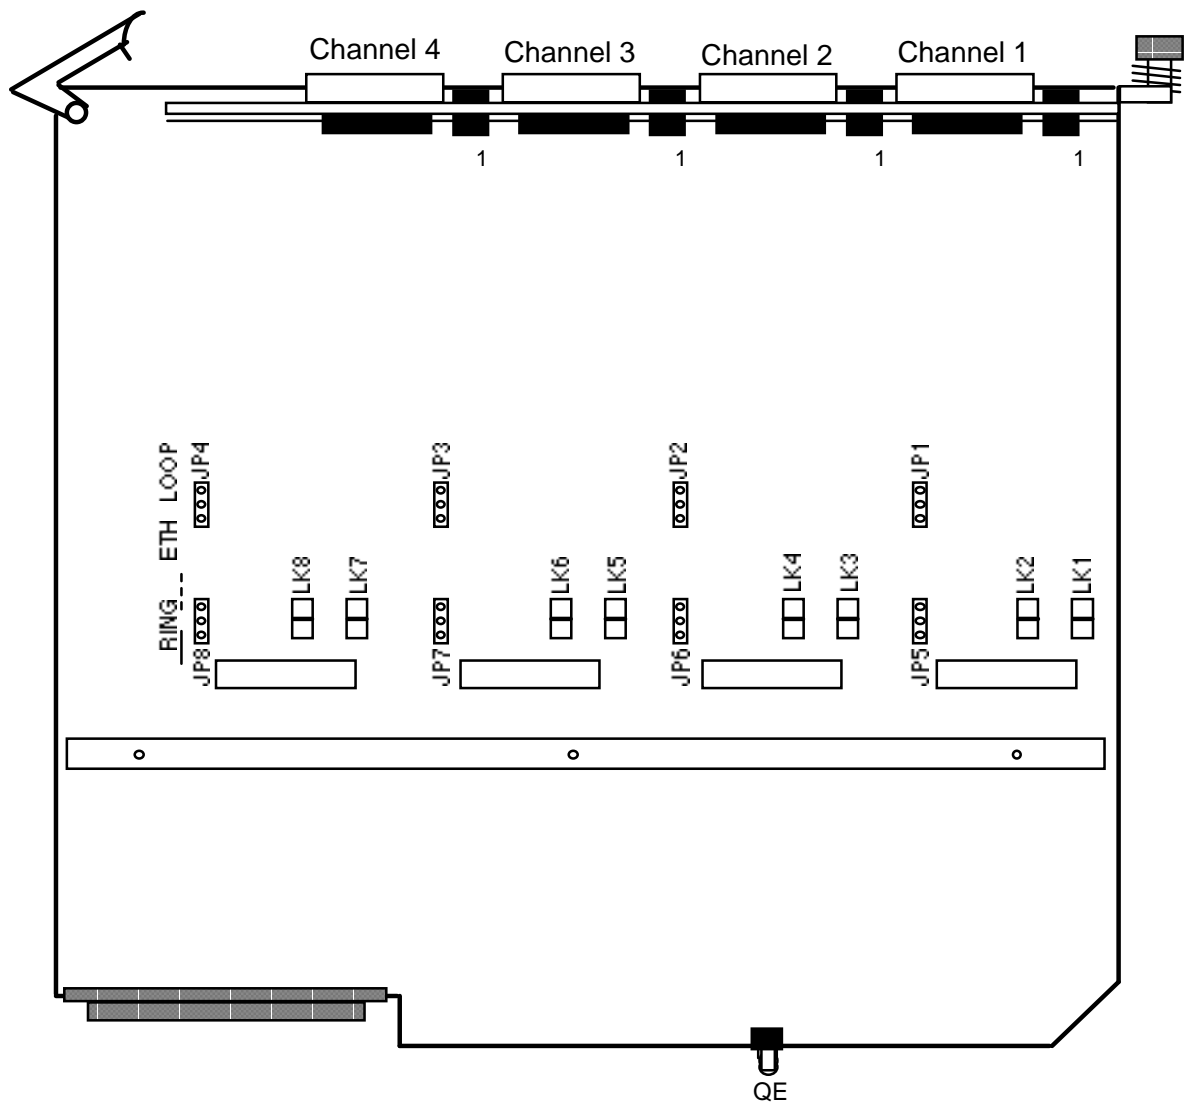 Channel 4 Channel 3 Channel 2 Channel 1
1 1 1 1
ETH LOOP
JP4 JP3 JP2 JP1
RING
LK8 LK7 LK6 LK5 LK4 LK3 LK2 LK1
JP8 JP7 JP6 JP5
QE